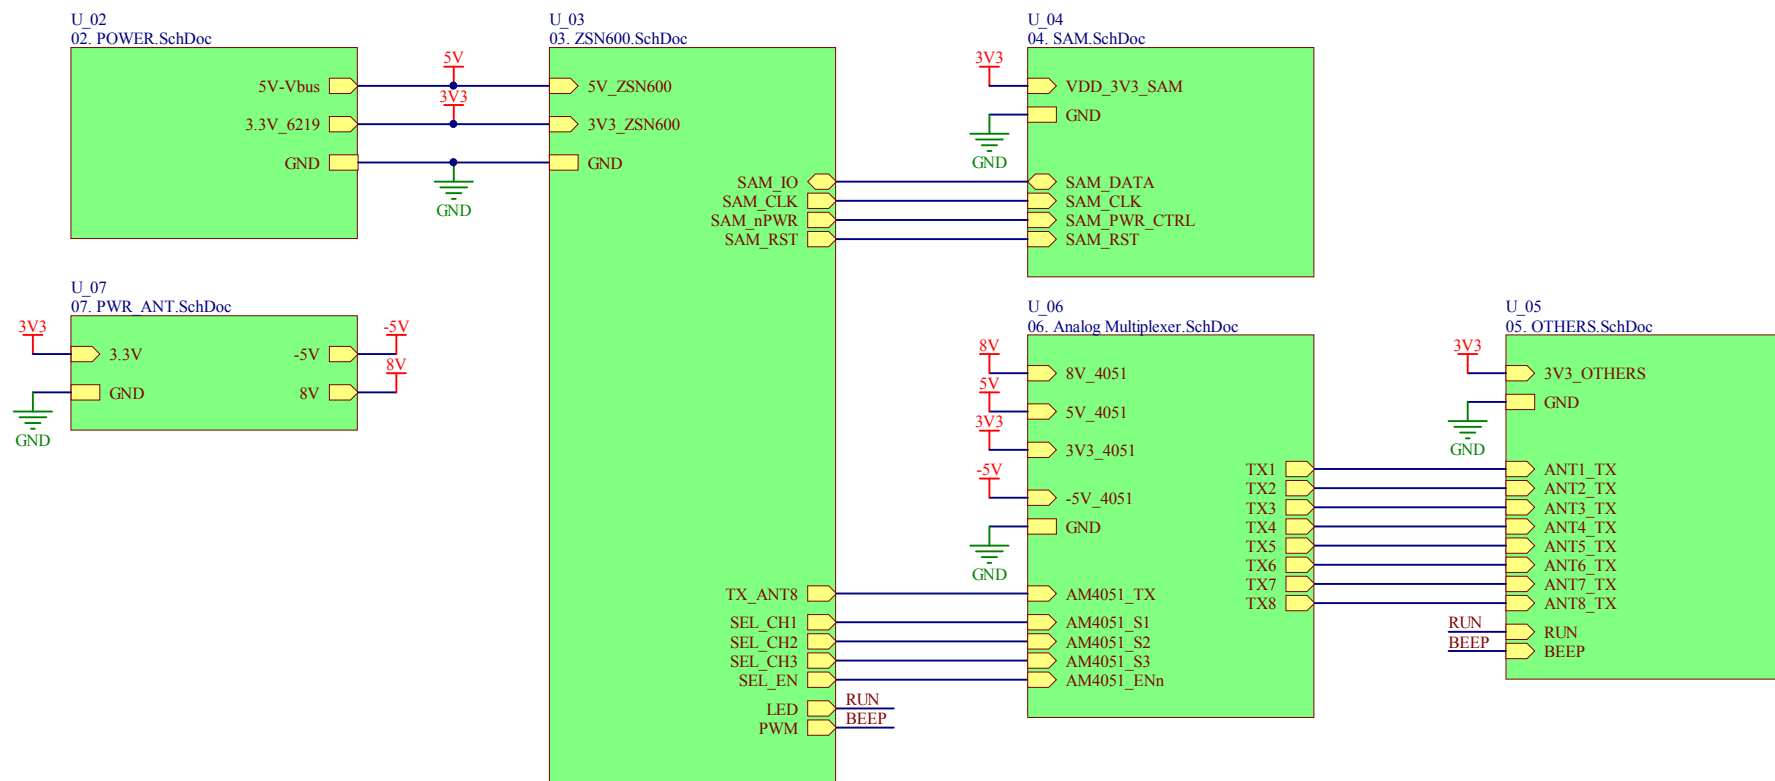 U_02
02. POWER.SchDoc
5V-Vbus
3.3V_6219
GND
5V
3V3
GND
U_03
03. ZSN600.SchDoc
5V_ZSN600
3V3_ZSN600
GND
SAM_IO
SAM_CLK
SAM_nPWR
SAM_RST
TX_ANT8
SEL_CH1
SEL_CH2
SEL_CH3
SEL_EN
LED
PWM
RUN
BEEP
U_04
04. SAM.SchDoc
3V3
VDD_3V3_SAM
GND
GND
SAM_DATA
SAM_CLK
SAM_PWR_CTRL
SAM_RST
U_07
07. PWR_ANT.SchDoc
3V3
3.3V
GND
GND
-5V
8V
-5V
8V
U_06
06. Analog Multiplexer.SchDoc
8V
8V_4051
5V
5V_4051
3V3
3V3_4051
-5V
-5V_4051
GND
GND
AM4051_TX
AM4051_S1
AM4051_S2
AM4051_S3
AM4051_ENn
TX1
TX2
TX3
TX4
TX5
TX6
TX7
TX8
U_05
05. OTHERS.SchDoc
3V3
3V3_OTHERS
GND
GND
ANT1_TX
ANT2_TX
ANT3_TX
ANT4_TX
ANT5_TX
ANT6_TX
ANT7_TX
ANT8_TX
RUN
RUN
BEEP
BEEP